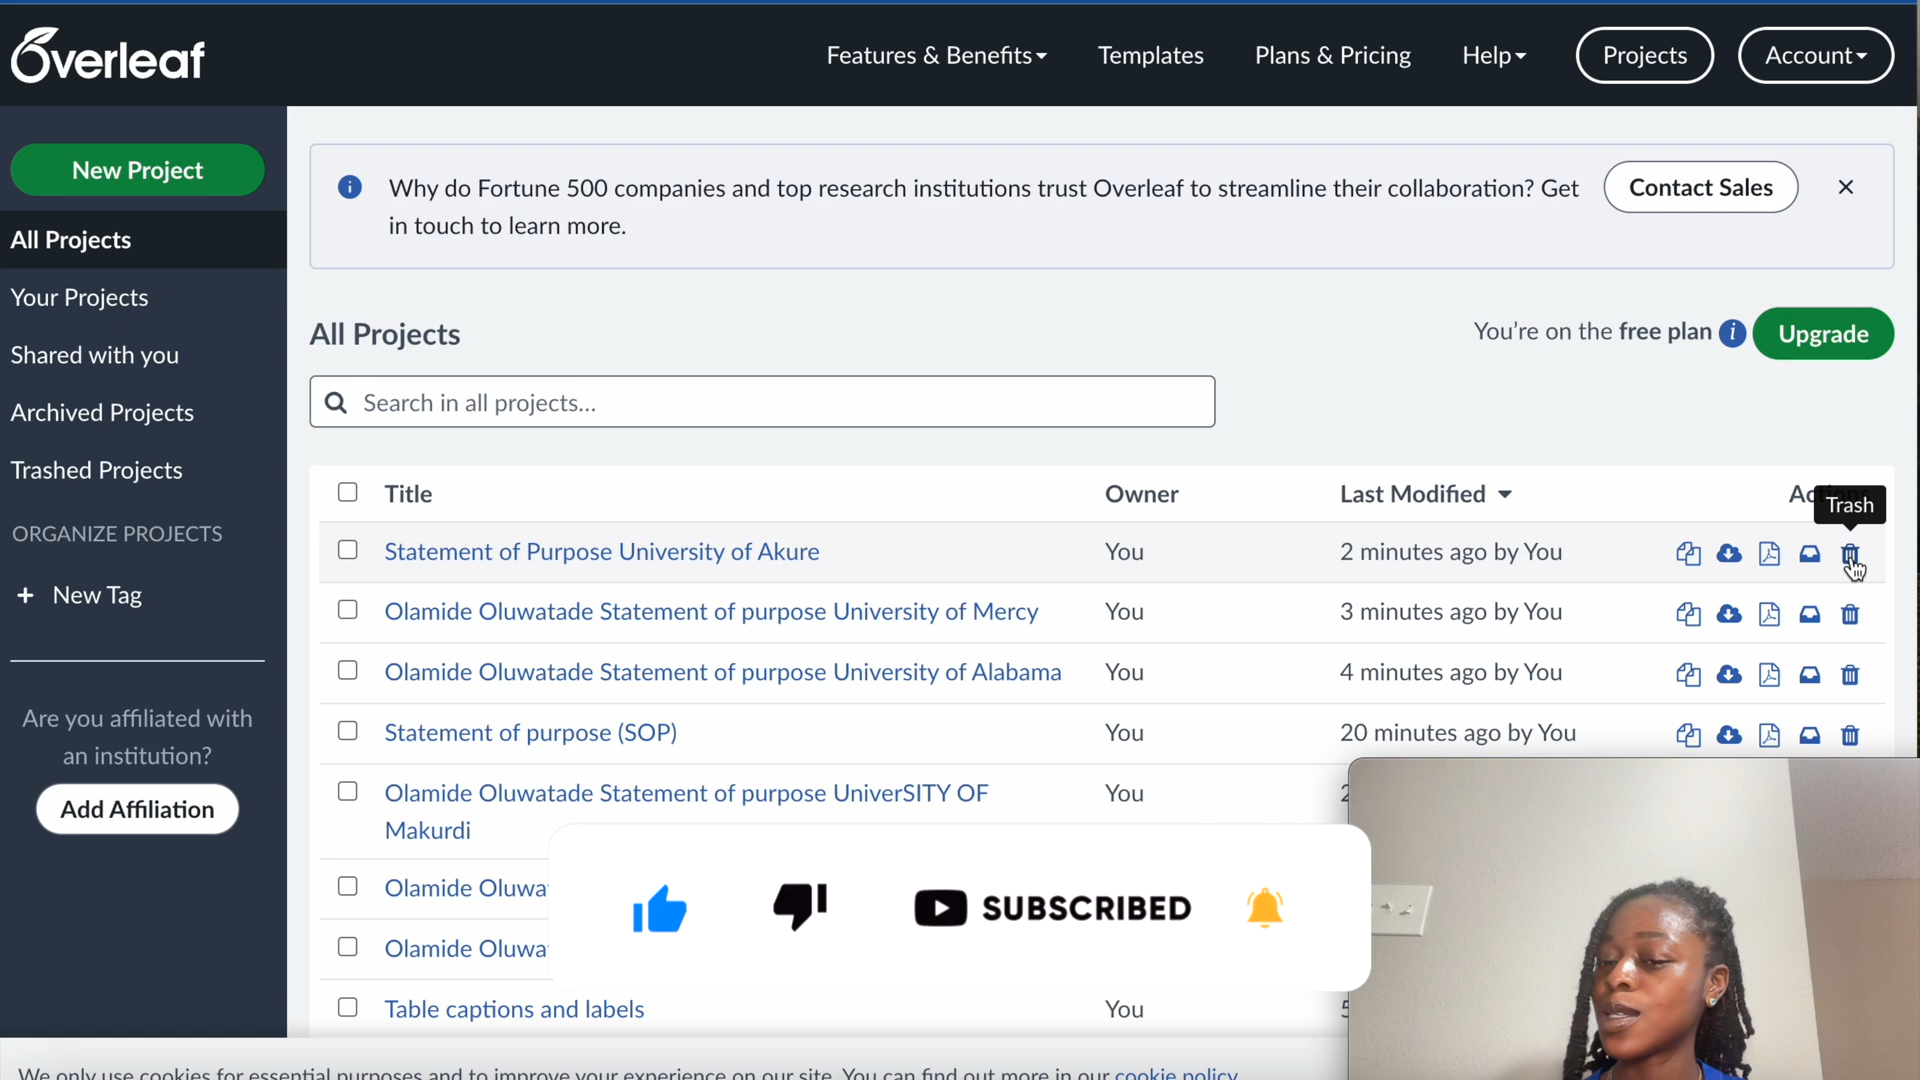 Overleaf
Features & Benefits
Templates
Plans & Pricing
Help
Projects
Account
New Project
All Projects
Your Projects
Shared with you
Archived Projects
Trashed Projects
ORGANIZE PROJECTS
+ New Tag
Are you affiliated with
an institution?
Add Affiliation
Why do Fortune 500 companies and top research institutions trust Overleaf to streamline their collaboration? Get
in touch to learn more.
Contact Sales
All Projects
You're on the free plan
Upgrade
Search in all projects...
Title Owner Last Modified
Trash
Statement of Purpose University of Akure You 2 minutes ago by You
Olamide Oluwatade Statement of purpose University of Mercy You 3 minutes ago by You
Olamide Oluwatade Statement of purpose University of Alabama You 4 minutes ago by You
Statement of purpose (SOP) You 20 minutes ago by You
Olamide Oluwatade Statement of purpose UniverSITY OF You
Makurdi
Olamide
Olamide
SUBSCRIBED
Table captions and labels You
We only use cookies for essential purposes and to improve your experience on our site. You can find out more in our cookie policy.